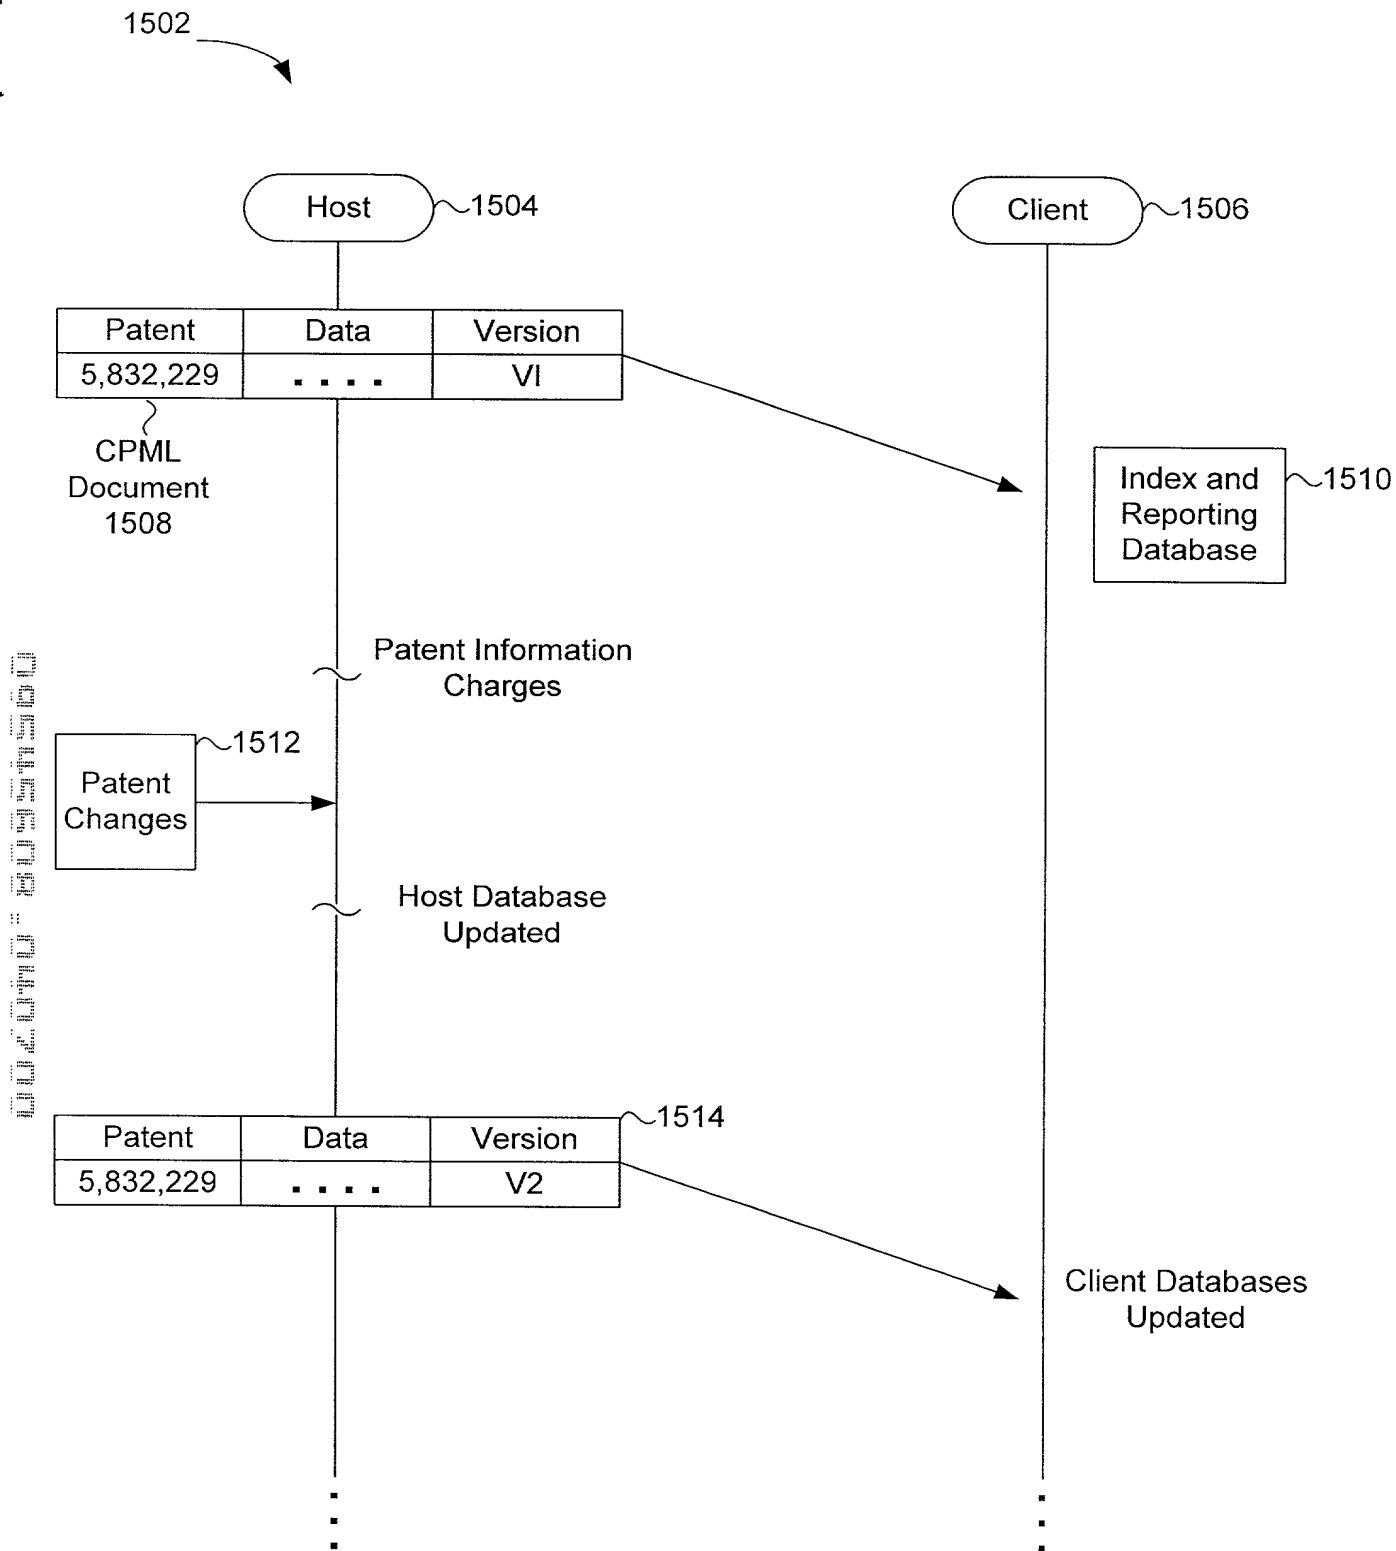 1502
Host
1504
Client
1506
Patent Data Version
5,832,229 .... VI
CPML
Document
1508
Index and
Reporting
Database
1510
Patent Information
Charges
1512
Patent
Changes
Host Database
Updated
1514
Patent Data Version
5,832,229 .... V2
Client Databases
Updated